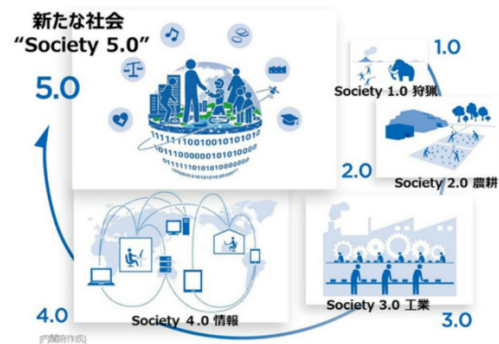 新たな社会
“Society 5.0”
5.0
1.0
Society 1.0 狩猟
2.0
Society 2.0 農耕
Society 3.0 工業
3.0
Society 4.0 情報
4.0
[内閣府作成]